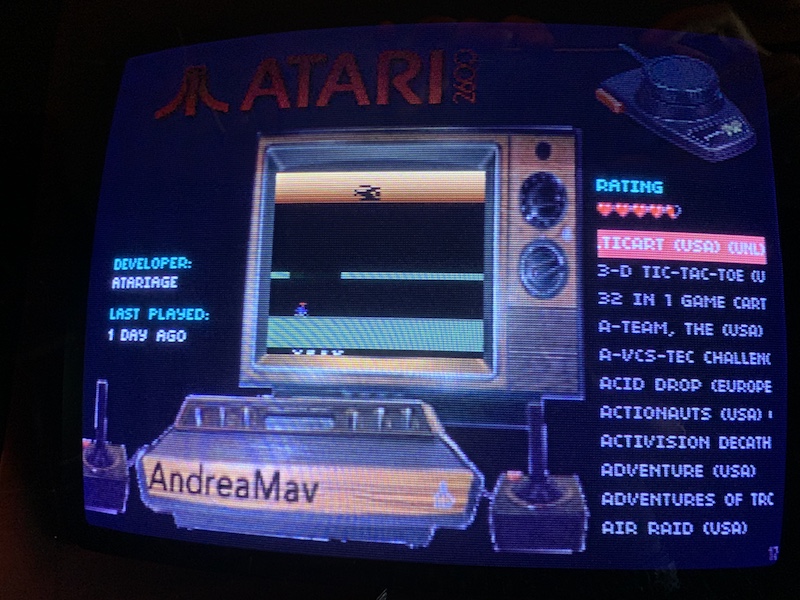 ATARI 2600
RATING
.TICART (USA) (UNL)
3-D TIC-TAC-TOE (U
32 IN 1 GAME CART
A-TEAM, THE (USA)
A-VCS-TEC CHALLENG
ACID DROP (EUROPE
ACTIONAUTS (USA)
ACTIVISION DECATH
ADVENTURE (USA)
ADVENTURES OF TRO
AIR RAID (USA)
DEVELOPER:
ATARIAGE
LAST PLAYED:
1 DAY AGO
AndreaMav